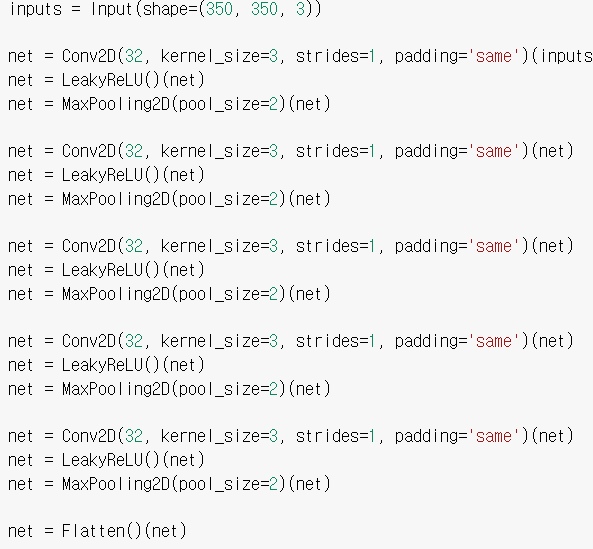 inputs = Input(shape=(350, 350, 3))
net = Conv2D(32, kernel_size=3, strides=1, padding='same')(inputs
net = LeakyReLU()(net)
net = MaxPooling2D(pool_size=2)(net)
net = Conv2D(32, kernel_size=3, strides=1, padding='same')(net)
net = LeakyReLU()(net)
net = MaxPooling2D(pool_size=2)(net)
net = Conv2D(32, kernel_size=3, strides=1, padding='same')(net)
net = LeakyReLU()(net)
net = MaxPooling2D(pool_size=2)(net)
net = Conv2D(32, kernel_size=3, strides=1, padding='same')(net)
net = LeakyReLU()(net)
net = MaxPooling2D(pool_size=2)(net)
net = Conv2D(32, kernel_size=3, strides=1, padding='same')(net)
net = LeakyReLU()(net)
net = MaxPooling2D(pool_size=2)(net)
net = Flatten()(net)